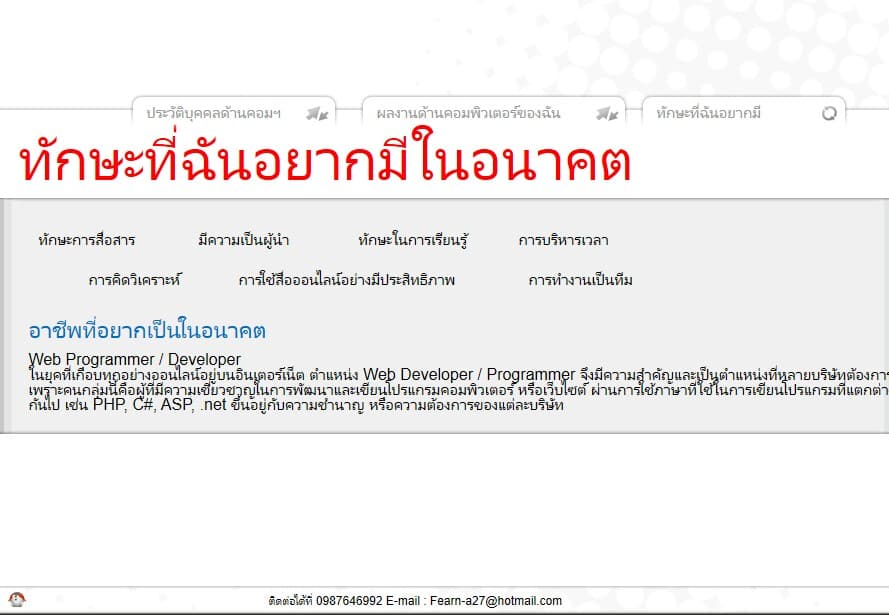 ประวัติบุคคลด้านคอมฯ ผลงานด้านคอมพิวเตอร์ของฉัน ทักษะที่ฉันอยากมี
ทักษะที่ฉันอยากมีในอนาคต
ทักษะการสื่อสาร มีความเป็นผู้นำ ทักษะในการเรียนรู้ การบริหารเวลา
การคิดวิเคราะห์ การใช้สื่อออนไลน์อย่างมีประสิทธิภาพ การทำงานเป็นทีม
อาชีพที่อยากเป็นในอนาคต
Web Programmer / Developer
ในยุคที่เกือบทุกอย่างออนไลน์อยู่บนอินเตอร์เน็ต ตำแหน่ง Web Developer / Programmer จึงมีความสำคัญและเป็นตำแหน่งที่หลายบริษัทต้องการ
เพราะคนกลุ่มนี้คือผู้ที่มีความเชี่ยวชาญในการพัฒนาและเขียนโปรแกรมคอมพิวเตอร์ หรือเว็บไซต์ ผ่านการใช้ภาษาที่ใช้ในการเขียนโปรแกรมที่แตกต่า
กันไป เช่น PHP, C#, ASP, .net ขึ้นอยู่กับความชำนาญ หรือความต้องการของแต่ละบริษัท
ติดต่อได้ที่ 0987646992 E-mail : Fearn-a27@hotmail.com